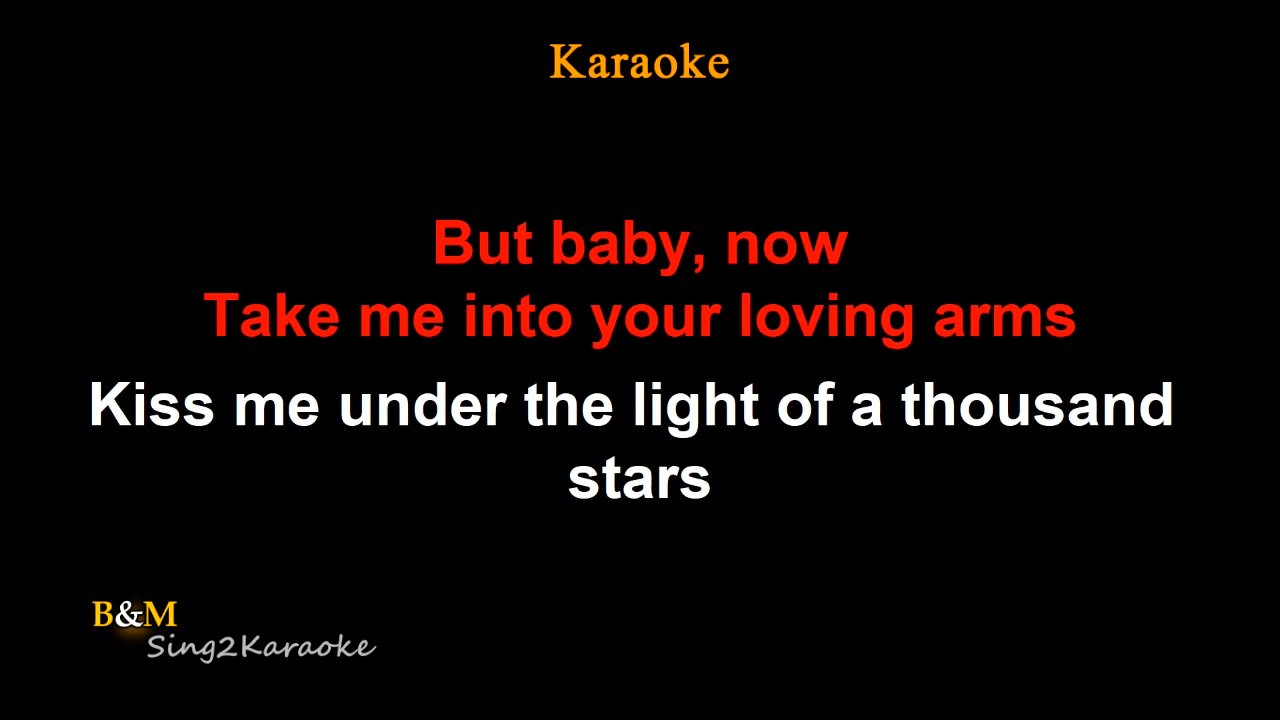 Karaoke
But baby, now
Take me into your loving arms
Kiss me under the light of a thousand
stars
B&M
Sing2Karaoke